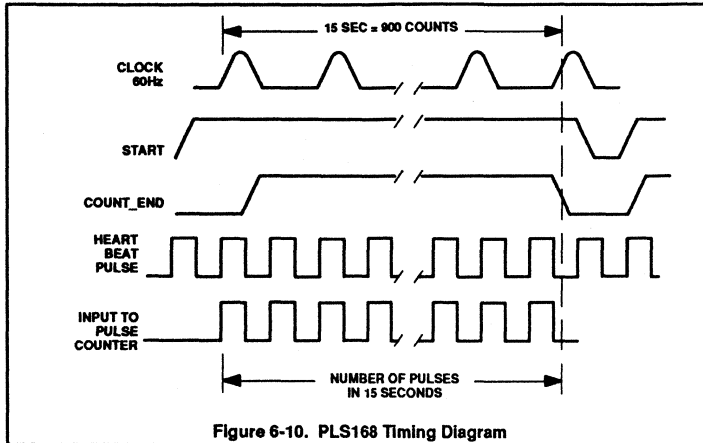 15 SEC = 900 COUNTS
CLOCK
60Hz
START
COUNT_END
HEART
BEAT
PULSE
INPUT TO
PULSE
COUNTER
NUMBER OF PULSES
IN 15 SECONDS
Figure 6-10. PLS168 Timing Diagram